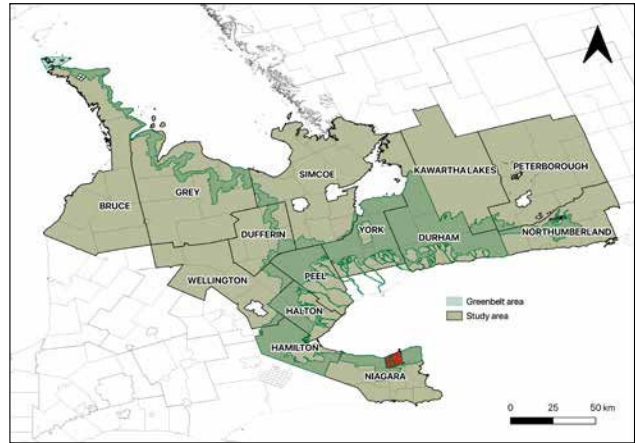 SIMCOE
KAWARTHA LAKES
PETERBOROUGH
BRUCE
GREY
DUFFERIN
YORK
DURHAM
NORTHUMBERLAND
WELLINGTON
PEEL
HALTON
HAMILTON
NIAGARA
Greenbelt area
Study area
0 25 50 km